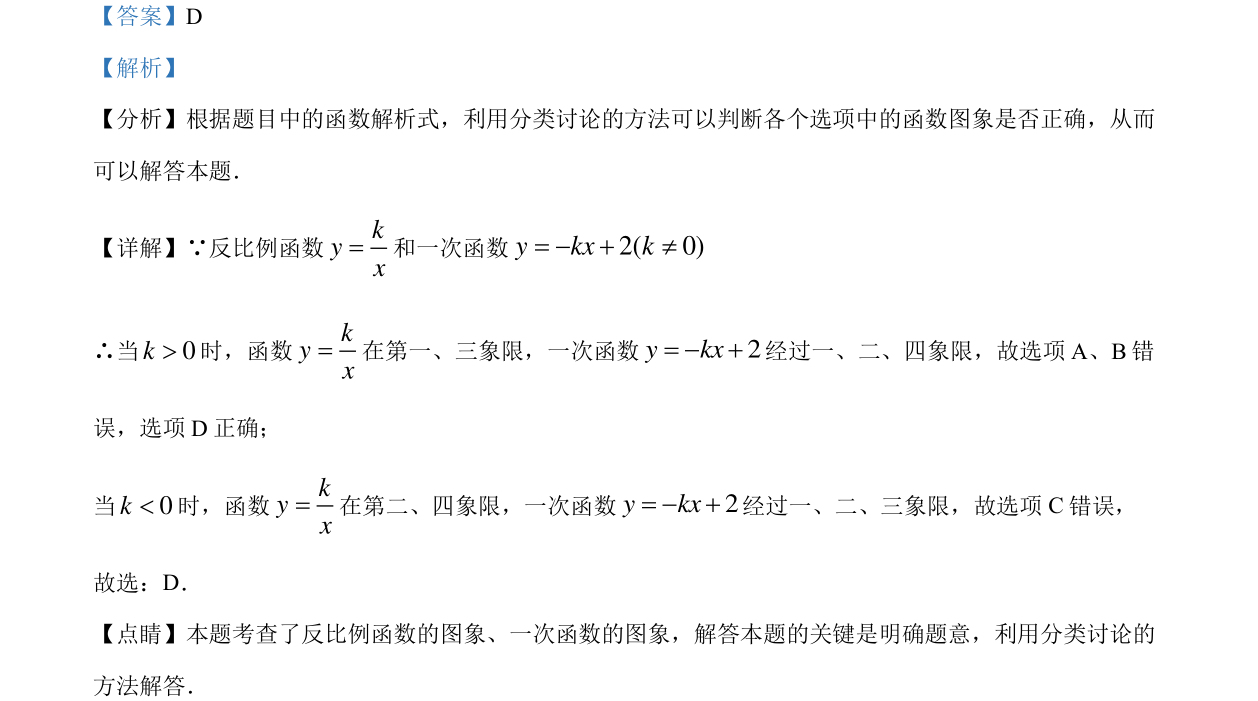 【答案】D
【解析】
【分析】根据题目中的函数解析式，利用分类讨论的方法可以判断各个选项中的函数图象是否正确，从而
可以解答本题．
【详解】∵反比例函数 y = k/x 和一次函数 y = −kx + 2(k ≠ 0)
∴当 k > 0 时，函数 y = k/x 在第一、三象限，一次函数 y = −kx + 2 经过一、二、四象限，故选项 A、B 错
误，选项 D 正确；
当 k < 0 时，函数 y = k/x 在第二、四象限，一次函数 y = −kx + 2 经过一、二、三象限，故选项 C 错误，
故选：D．
【点睛】本题考查了反比例函数的图象、一次函数的图象，解答本题的关键是明确题意，利用分类讨论的
方法解答．